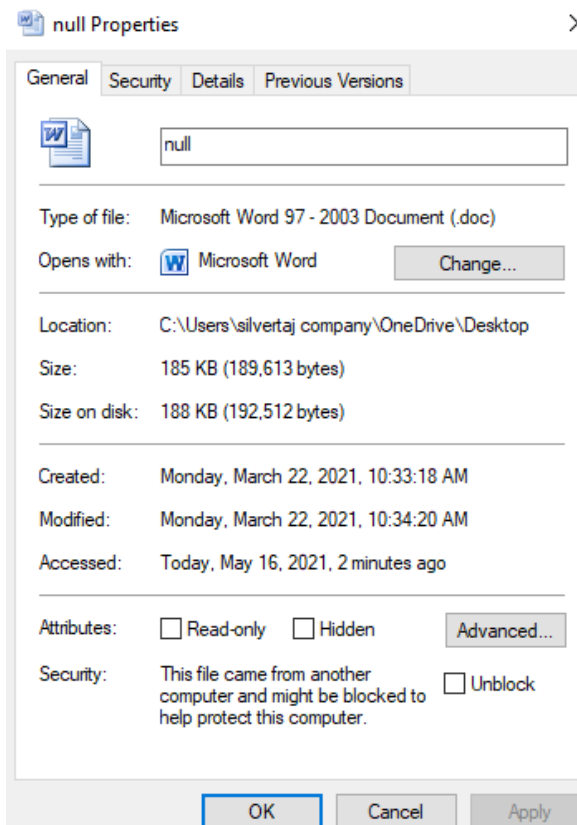 null Properties
General Security Details Previous Versions
null
Type of file: Microsoft Word 97 - 2003 Document (.doc)
Opens with: Microsoft Word Change...
Location: C:\Users\silvertaj company\OneDrive\Desktop
Size: 185 KB (189,613 bytes)
Size on disk: 188 KB (192,512 bytes)
Created: Monday, March 22, 2021, 10:33:18 AM
Modified: Monday, March 22, 2021, 10:34:20 AM
Accessed: Today, May 16, 2021, 2 minutes ago
Attributes: Read-only Hidden Advanced...
Security: This file came from another
computer and might be blocked to
help protect this computer.
Unblock
OK Cancel Apply